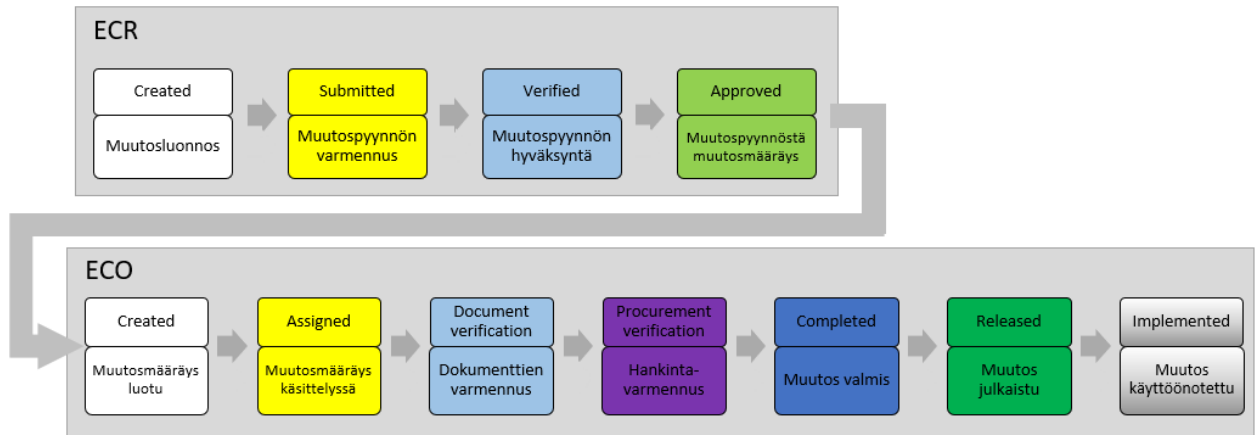 ECR
Created
Muutosluonnos
Submitted
Muutospyynnön
varmennus
Verified
Muutospyynnön
hyväksyntä
Approved
Muutospyynnöstä
muutosmääräys
ECO
Created
Muutosmääräys
luotu
Assigned
Muutosmääräys
käsittelyssä
Document
verification
Dokumenttien
varmennus
Procurement
verification
Hankinta-
varmennus
Completed
Muutos valmis
Released
Muutos
julkaistu
Implemented
Muutos
käyttöönotettu